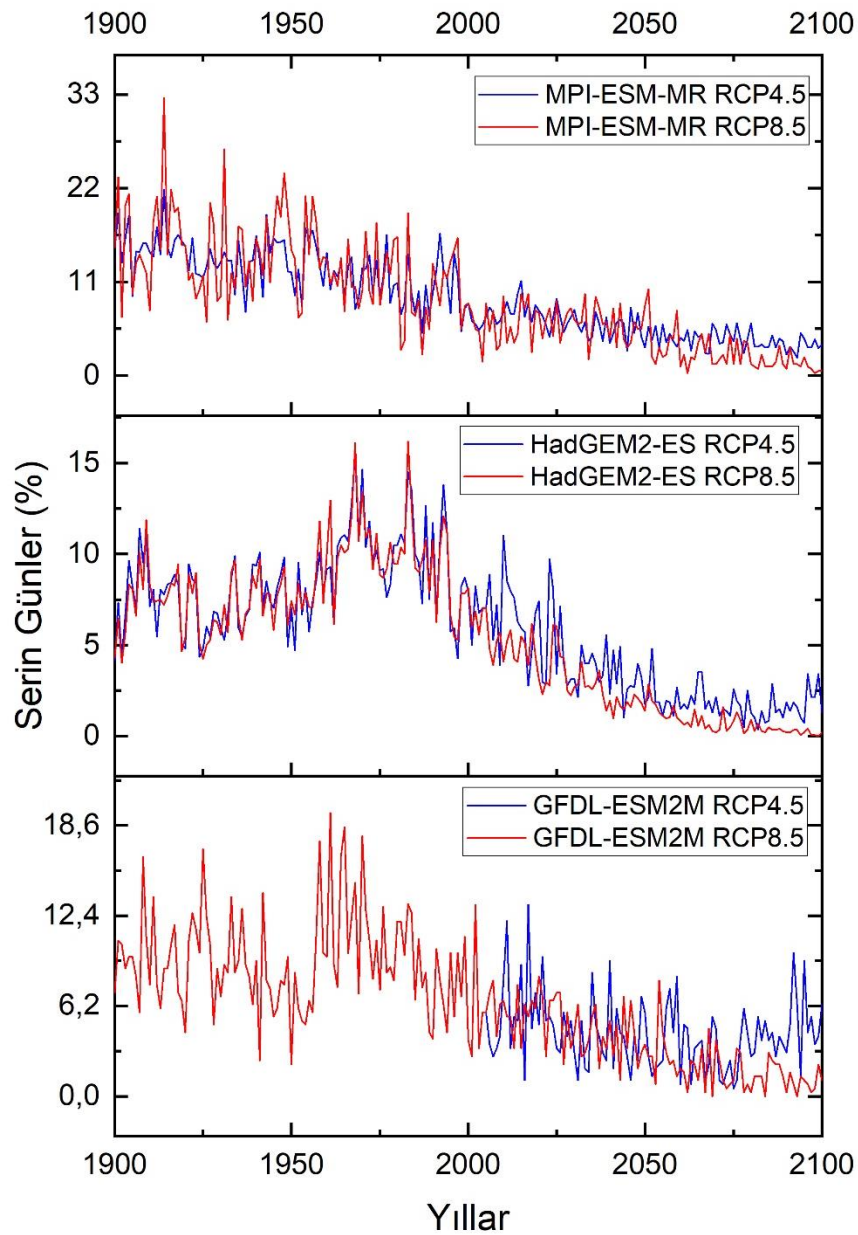 1900 1950 2000 2050 2100
MPI-ESM-MR RCP4.5
MPI-ESM-MR RCP8.5
33
22
11
0
HadGEM2-ES RCP4.5
HadGEM2-ES RCP8.5
15
10
5
0
GFDL-ESM2M RCP4.5
GFDL-ESM2M RCP8.5
18,6
12,4
6,2
0,0
Serin Günler (%)
1900 1950 2000 2050 2100
Yıllar